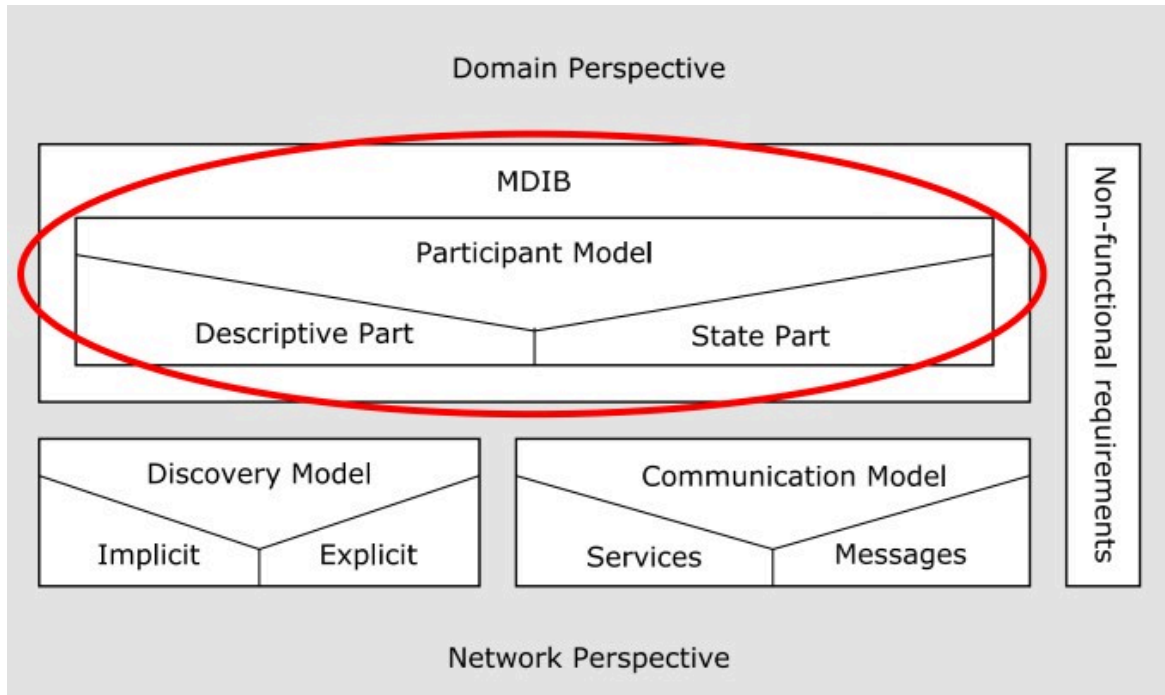 Domain Perspective
MDIB
Participant Model
Descriptive Part
State Part
Non-functional requirements
Discovery Model
Implicit
Explicit
Communication Model
Services
Messages
Network Perspective